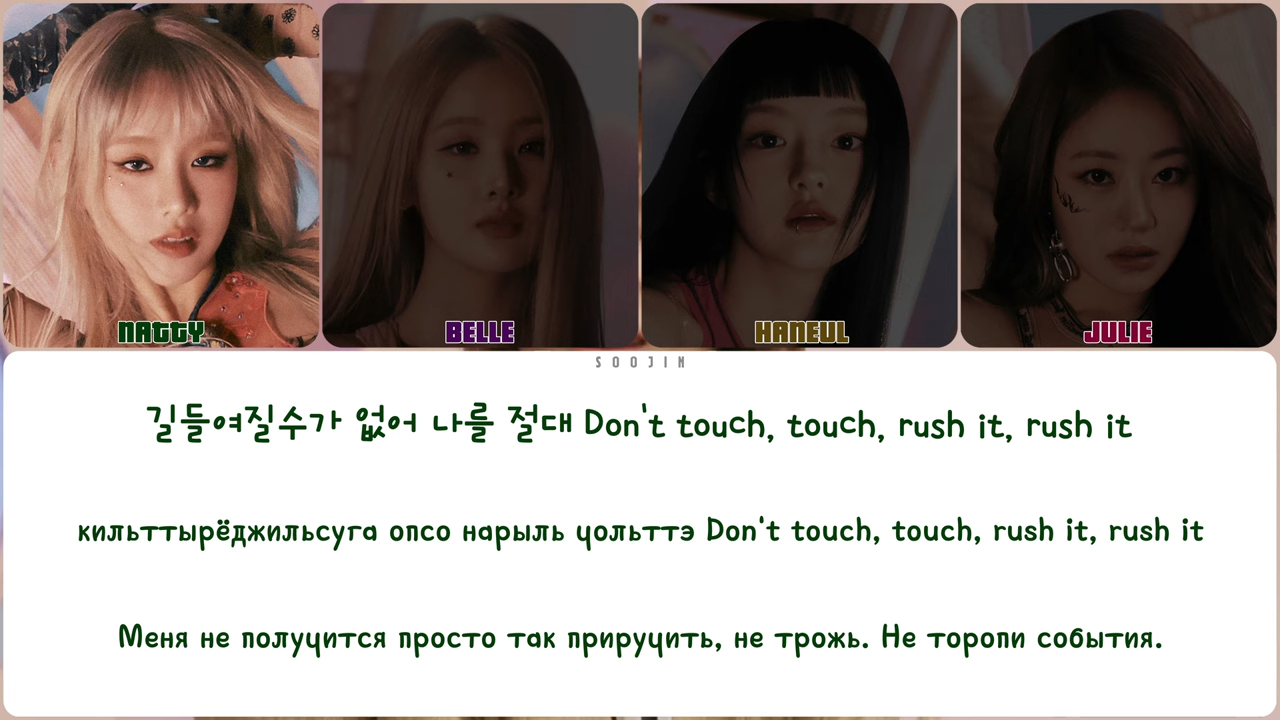 NATTY
BELLE
HANEUL
JULIE
SOOJIN
길들여질수가 없어 나를 절대 Don't touch, touch, rush it, rush it
кильттырёджильсуга опсо нарыль чольттэ Don't touch, touch, rush it, rush it
Меня не получится просто так приручить, не трожь. Не торопи события.